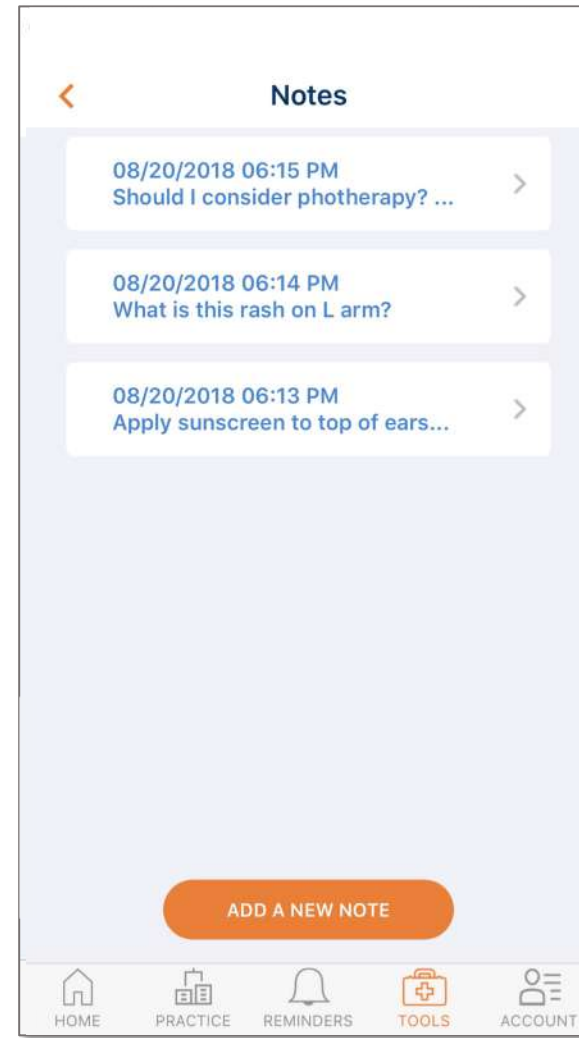 Notes
08/20/2018 06:15 PM
Should I consider photherapy? ...
08/20/2018 06:14 PM
What is this rash on L arm?
08/20/2018 06:13 PM
Apply sunscreen to top of ears...
ADD A NEW NOTE
HOME PRACTICE REMINDERS TOOLS ACCOUNT